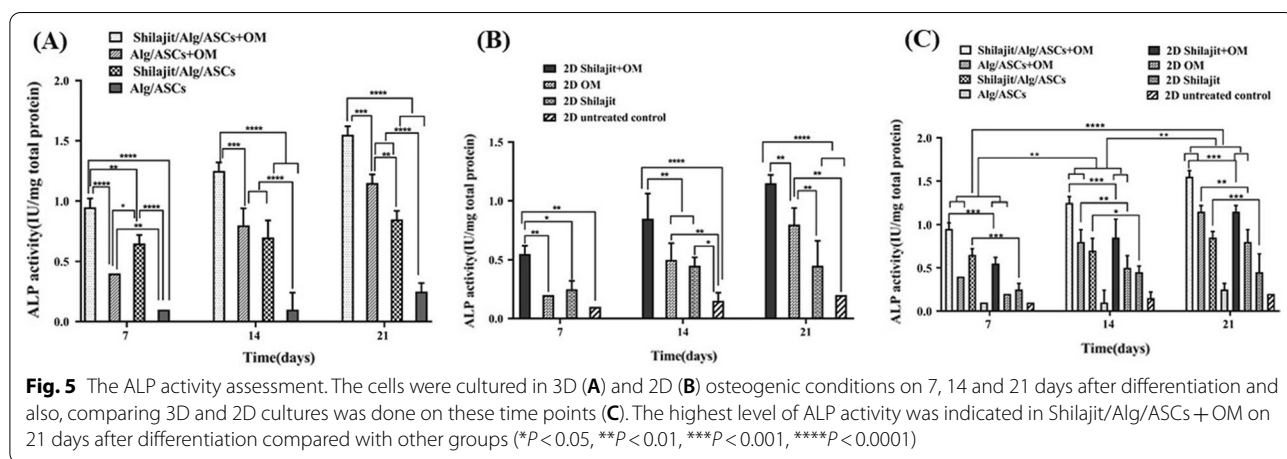 (A)
Shilajit/Alg/ASCs+OM
Alg/ASCs+OM
Shilajit/Alg/ASCs
Alg/ASCs
ALP activity(IU/mg total protein)
2.0
1.5
1.0
0.5
0.0
****
**
****
*
****
**
****
***
****
****
***
****
**
7
14
21
Time(days)
(B)
2D Shilajit+OM
2D OM
2D Shilajit
2D untreated control
ALP activity(IU/mg total protein)
2.0
1.5
1.0
0.5
0.0
**
*
**
****
**
**
*
****
**
**
**
7
14
21
Time(days)
(C)
Shilajit/Alg/ASCs+OM
Alg/ASCs+OM
Shilajit/Alg/ASCs
Alg/ASCs
2D Shilajit+OM
2D OM
2D Shilajit
2D untreated control
ALP activity(IU/mg total protein)
2.0
1.5
1.0
0.5
0.0
****
**
**
***
***
***
**
*
***
**
***
7
14
21
Time(days)
Fig. 5 The ALP activity assessment. The cells were cultured in 3D (A) and 2D (B) osteogenic conditions on 7, 14 and 21 days after differentiation and
also, comparing 3D and 2D cultures was done on these time points (C). The highest level of ALP activity was indicated in Shilajit/Alg/ASCs + OM on
21 days after differentiation compared with other groups (*P < 0.05, **P < 0.01, ***P < 0.001, ****P < 0.0001)